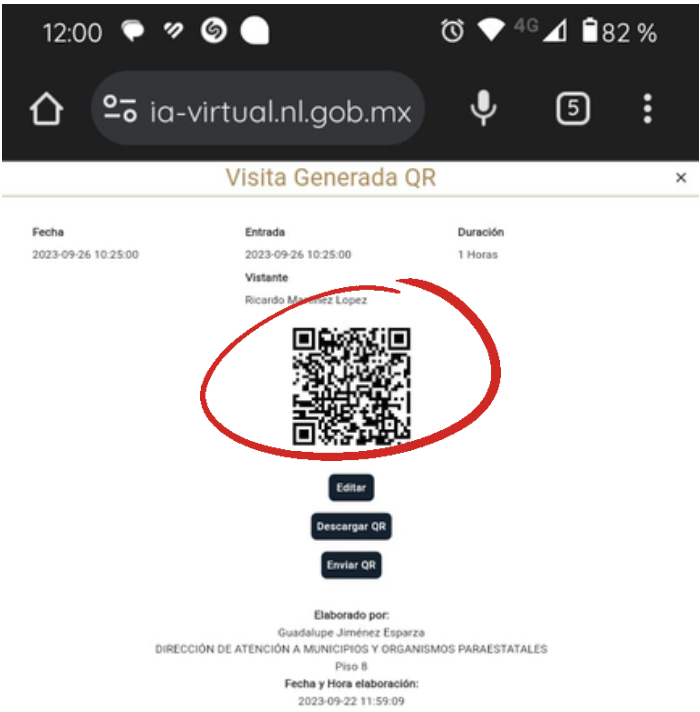 12:00
4G
82 %
ia-virtual.nl.gob.mx
5
Visita Generada QR
×
Fecha
Entrada
Duración
2023-09-26 10:25:00
2023-09-26 10:25:00
1 Horas
Vistante
Ricardo Martinez Lopez
Editar
Descargar QR
Enviar QR
Elaborado por:
Guadalupe Jiménez Esparza
DIRECCIÓN DE ATENCIÓN A MUNICIPIOS Y ORGANISMOS PARAESTATALES
Piso 8
Fecha y Hora elaboración:
2023-09-22 11:59:09